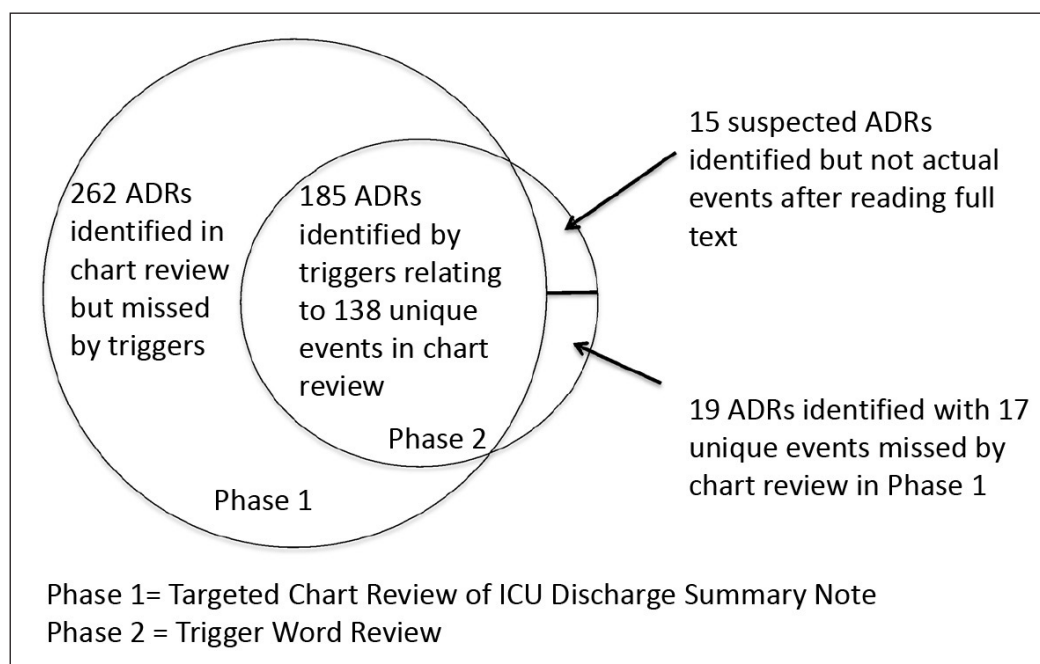 262 ADRs
identified in
chart review
but missed
by triggers
185 ADRs
identified by
triggers relating
to 138 unique
events in chart
review
Phase 2
Phase 1
15 suspected ADRs
identified but not actual
events after reading full
text
19 ADRs identified with 17
unique events missed by
chart review in Phase 1
Phase 1= Targeted Chart Review of ICU Discharge Summary Note
Phase 2 = Trigger Word Review